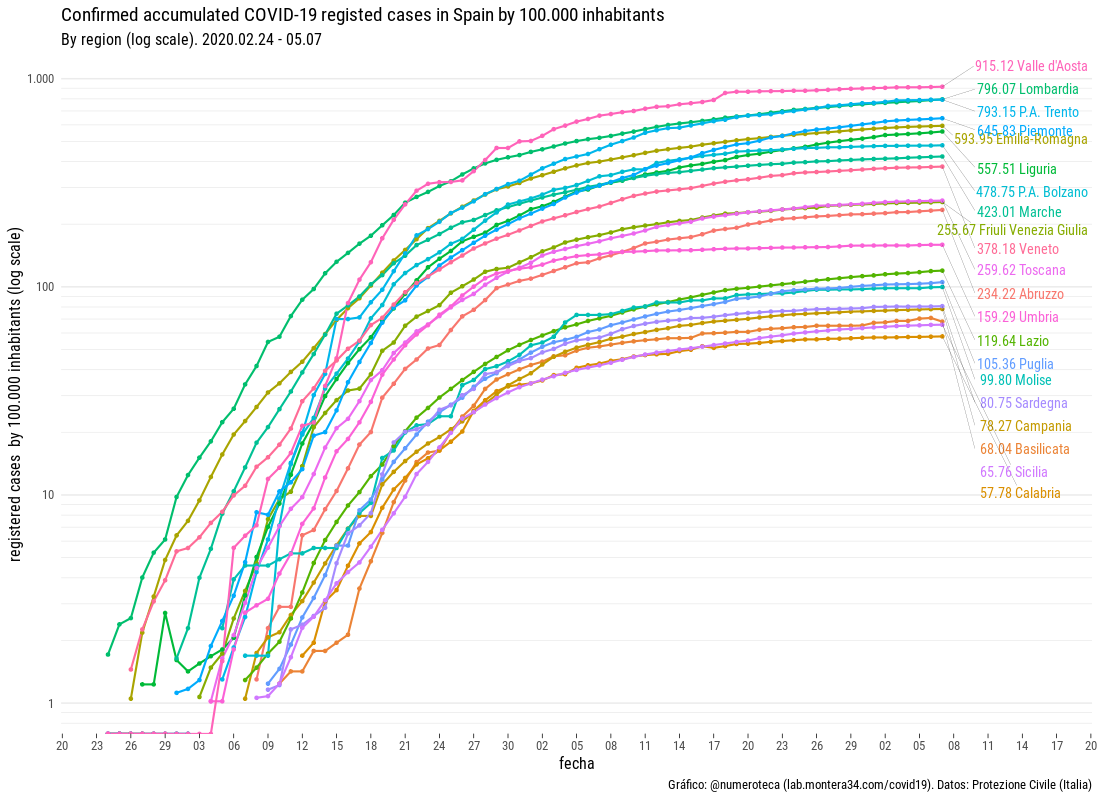 Confirmed accumulated COVID-19 registed cases in Spain by 100.000 inhabitants
By region (log scale). 2020.02.24 - 05.07
registered cases by 100.000 inhabitants (log scale)
1.000
100
10
1
915.12 Valle d'Aosta
796.07 Lombardia
793.15 P.A. Trento
645.83 Piemonte
593.95 Emilia-Romagna
557.51 Liguria
478.75 P.A. Bolzano
423.01 Marche
255.67 Friuli Venezia Giulia
378.18 Veneto
259.62 Toscana
234.22 Abruzzo
159.29 Umbria
119.64 Lazio
105.36 Puglia
99.80 Molise
80.75 Sardegna
78.27 Campania
68.04 Basilicata
65.76 Sicilia
57.78 Calabria
20 23 26 29 03 06 09 12 15 18 21 24 27 30 02 05 08 11 14 17 20 23 26 29 02 05 08 11 14 17 20
fecha
Gráfico: @numeroteca (lab.montera34.com/covid19). Datos: Protezione Civile (Italia)